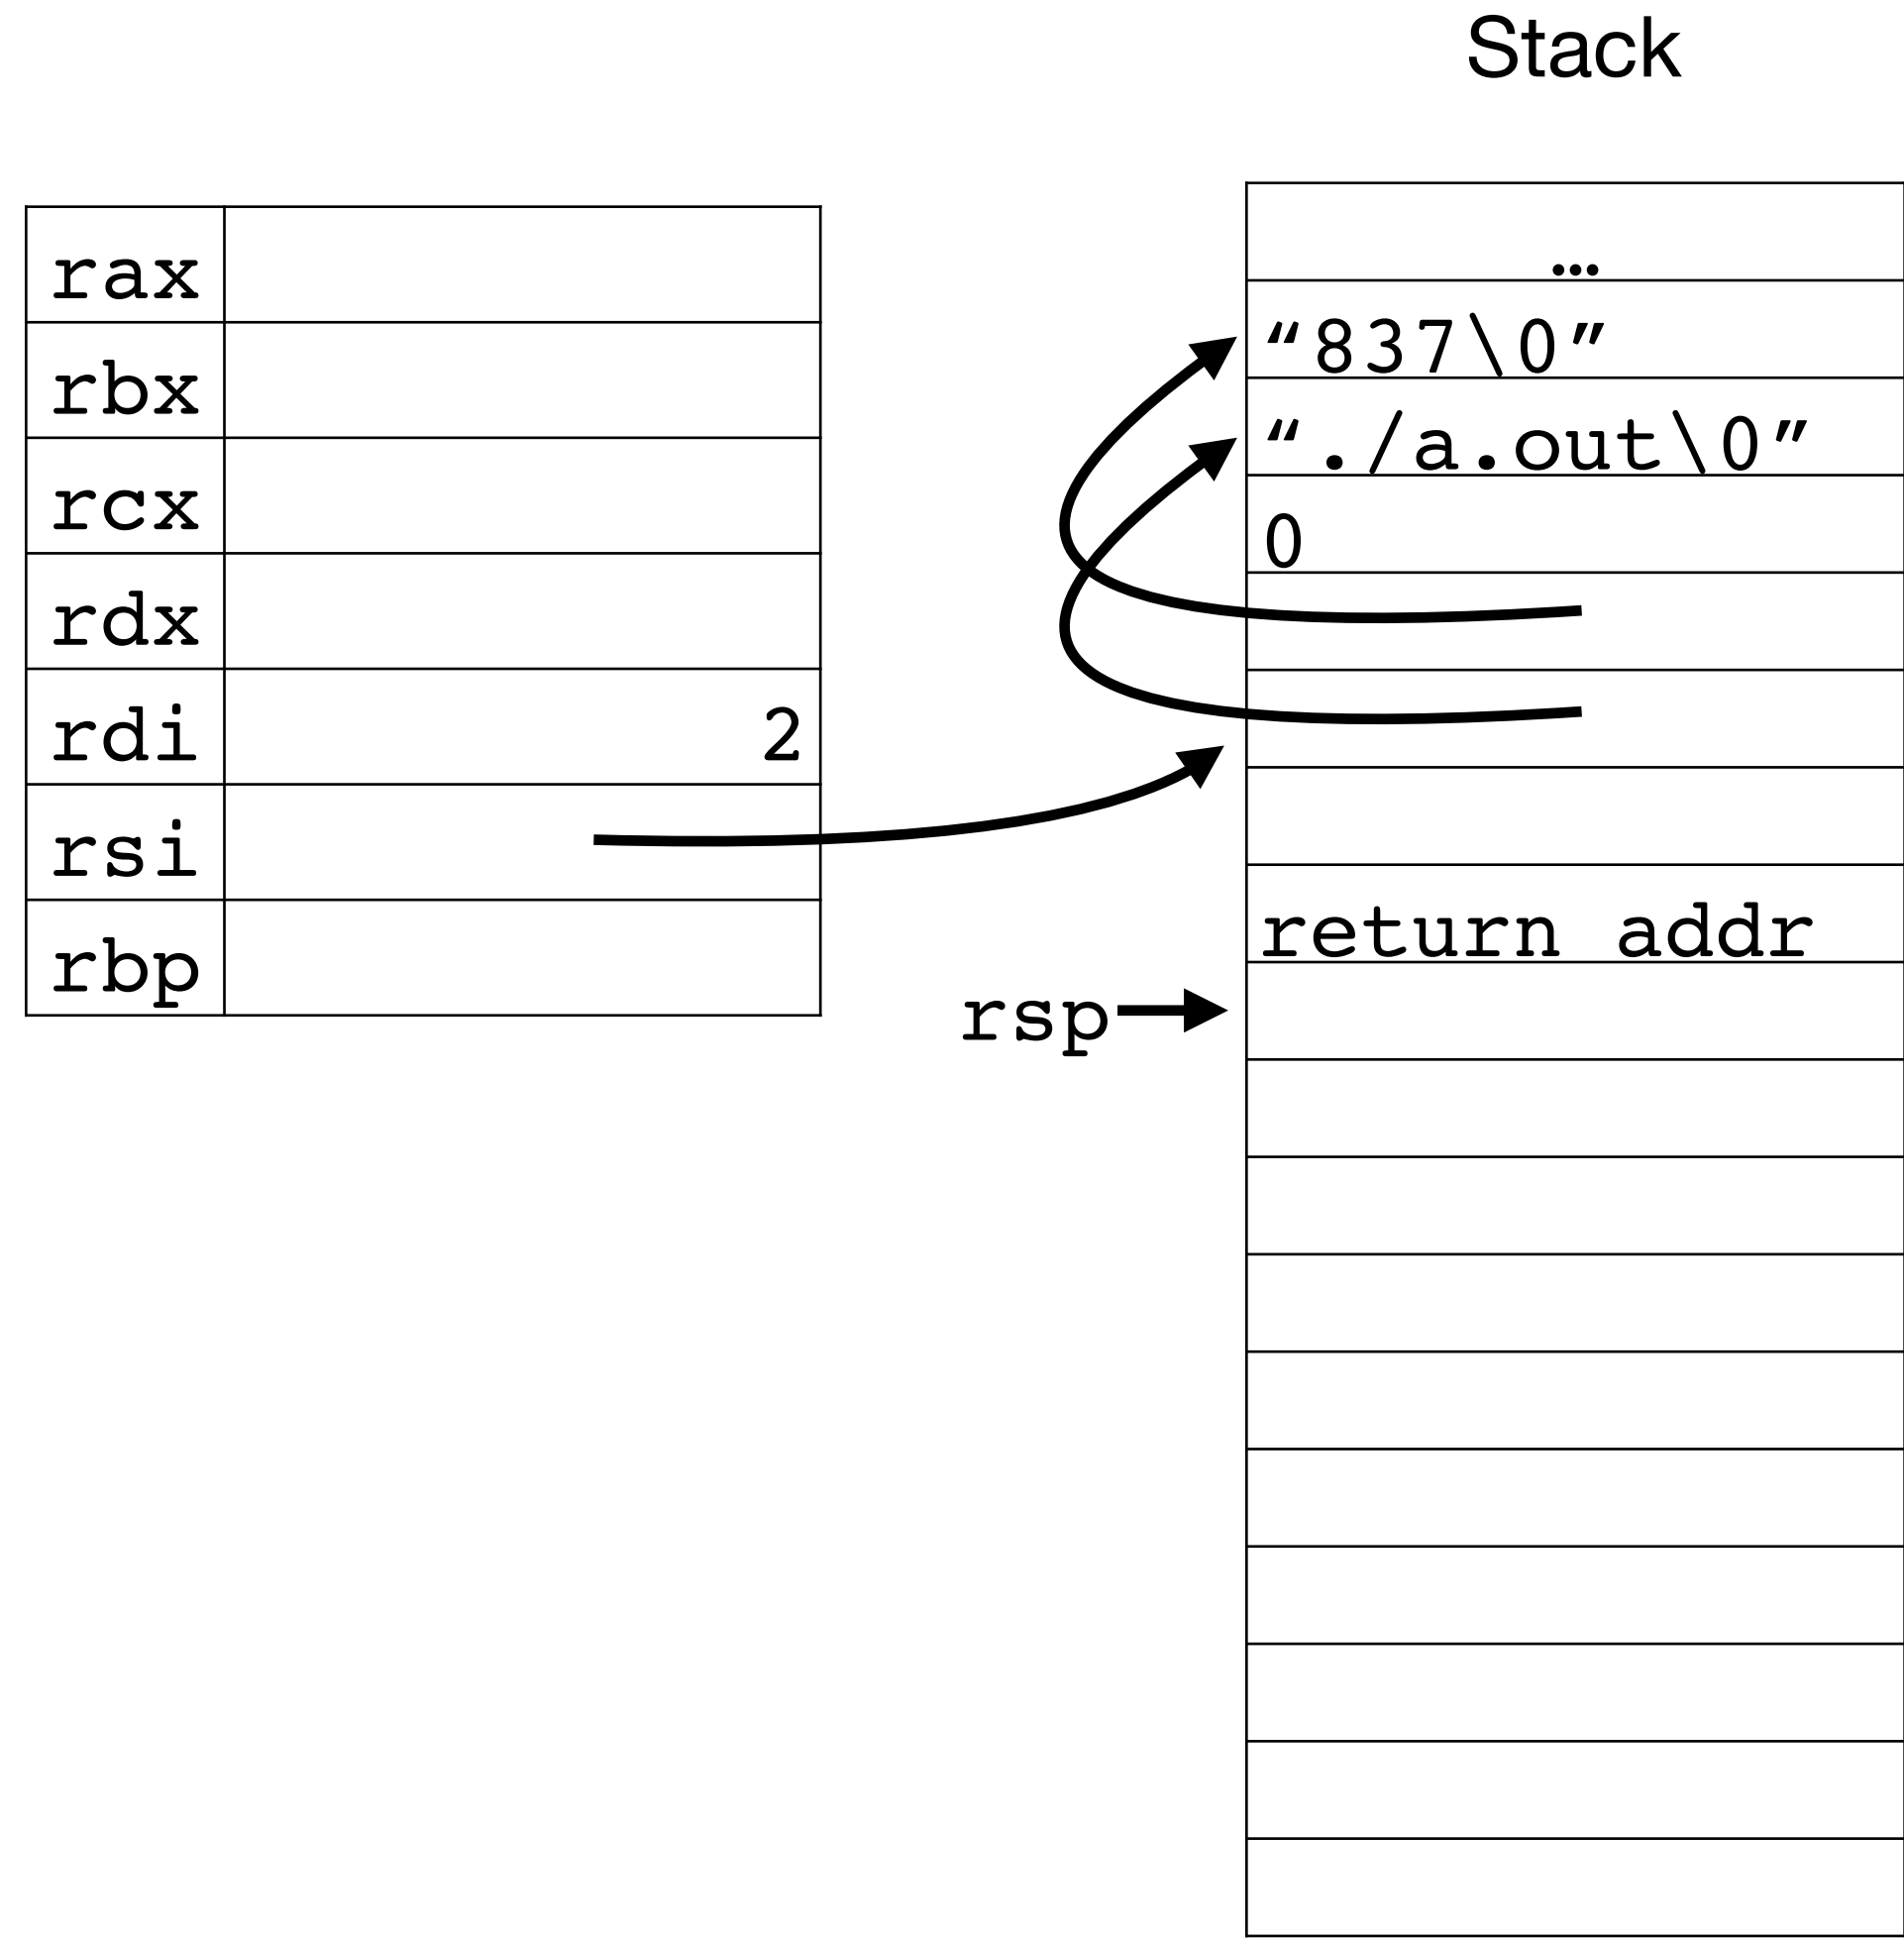 Stack
rax
rbx
rcx
rdx
rdi 2
rsi
rbp
…
“837\0”
“./a.out\0”
0
return addr
rsp